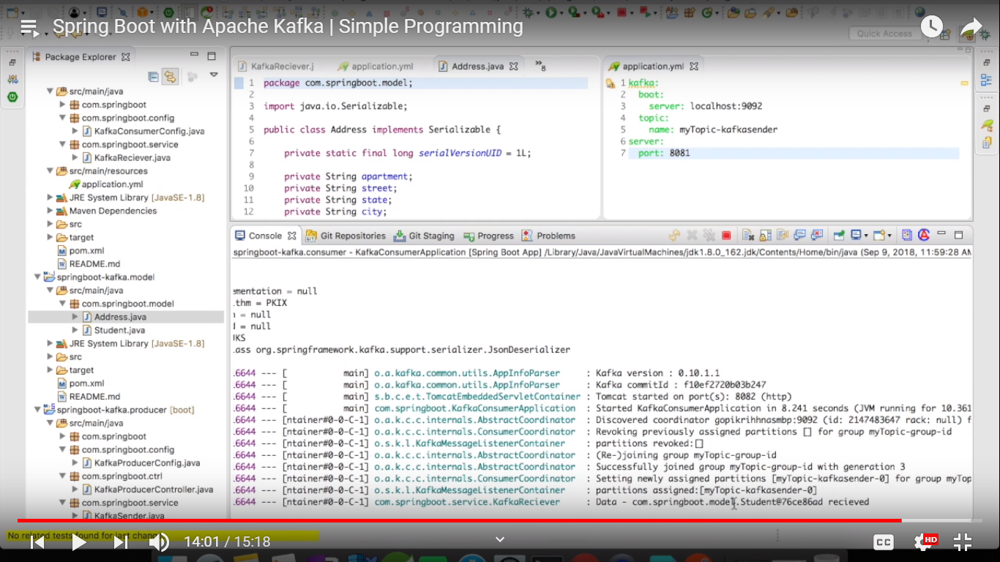 Spring Boot with Apache Kafka | Simple Programming
Quick Access
Package Explorer
src/main/java
com.springboot
com.springboot.config
KafkaConsumerConfig.java
com.springboot.service
KafkaReciever.java
src/main/resources
application.yml
JRE System Library [JavaSE-1.8]
Maven Dependencies
src
target
pom.xml
README.md
springboot-kafka.model
src/main/java
com.springboot.model
Address.java
Student.java
JRE System Library [JavaSE-1.8]
src
target
pom.xml
README.md
springboot-kafka.producer [boot]
src/main/java
com.springboot
com.springboot.config
KafkaProducerConfig.java
com.springboot.ctrl
KafkaProducerController.java
com.springboot.service
KafkaSender.java
KafkaReciever.j application.yml Address.java »8
1 package com.springboot.model;
2
3 import java.io.Serializable;
4
5 public class Address implements Serializable {
6
7 private static final long serialVersionUID = 1L;
8
9 private String apartment;
10 private String street;
11 private String state;
12 private String city;
application.yml
1 kafka:
2 boot:
3 server: localhost:9092
4 topic:
5 name: myTopic-kafkasender
6 server:
7 port: 8081
Console Git Repositories Git Staging Progress Problems
springboot-kafka.consumer - KafkaConsumerApplication [Spring Boot App] /Library/Java/JavaVirtualMachines/jdk1.8.0_162.jdk/Contents/Home/bin/java (Sep 9, 2018, 11:59:28 AM
ementation = null
.thm = PKIX
= null
= null
JKS
.ass org.springframework.kafka.support.serializer.JsonDeserializer
.6644 --- [ main] o.a.kafka.common.utils.AppInfoParser : Kafka version : 0.10.1.1
.6644 --- [ main] o.a.kafka.common.utils.AppInfoParser : Kafka commitId : f10ef2720b03b247
.6644 --- [ main] s.b.c.e.t.TomcatEmbeddedServletContainer : Tomcat started on port(s): 8082 (http)
.6644 --- [ main] com.springboot.KafkaConsumerApplication : Started KafkaConsumerApplication in 8.241 seconds (JVM running for 10.361
.6644 --- [ntainer#0-0-C-1] o.a.k.c.c.internals.AbstractCoordinator : Discovered coordinator gopikrihhnasmbp:9092 (id: 2147483647 rack: null) f
.6644 --- [ntainer#0-0-C-1] o.a.k.c.c.internals.ConsumerCoordinator : Revoking previously assigned partitions [] for group myTopic-group-id
.6644 --- [ntainer#0-0-C-1] o.s.k.l.KafkaMessageListenerContainer : partitions revoked:[]
.6644 --- [ntainer#0-0-C-1] o.a.k.c.c.internals.AbstractCoordinator : (Re-)joining group myTopic-group-id
.6644 --- [ntainer#0-0-C-1] o.a.k.c.c.internals.AbstractCoordinator : Successfully joined group myTopic-group-id with generation 3
.6644 --- [ntainer#0-0-C-1] o.a.k.c.c.internals.ConsumerCoordinator : Setting newly assigned partitions [myTopic-kafkasender-0] for group myTop
.6644 --- [ntainer#0-0-C-1] o.s.k.l.KafkaMessageListenerContainer : partitions assigned:[myTopic-kafkasender-0]
.6644 --- [ntainer#0-0-C-1] com.springboot.service.KafkaReciever : Data - com.springboot.model.Student@76ce86ad recieved
No related tests found for last change
14:01 / 15:18
CC
HD